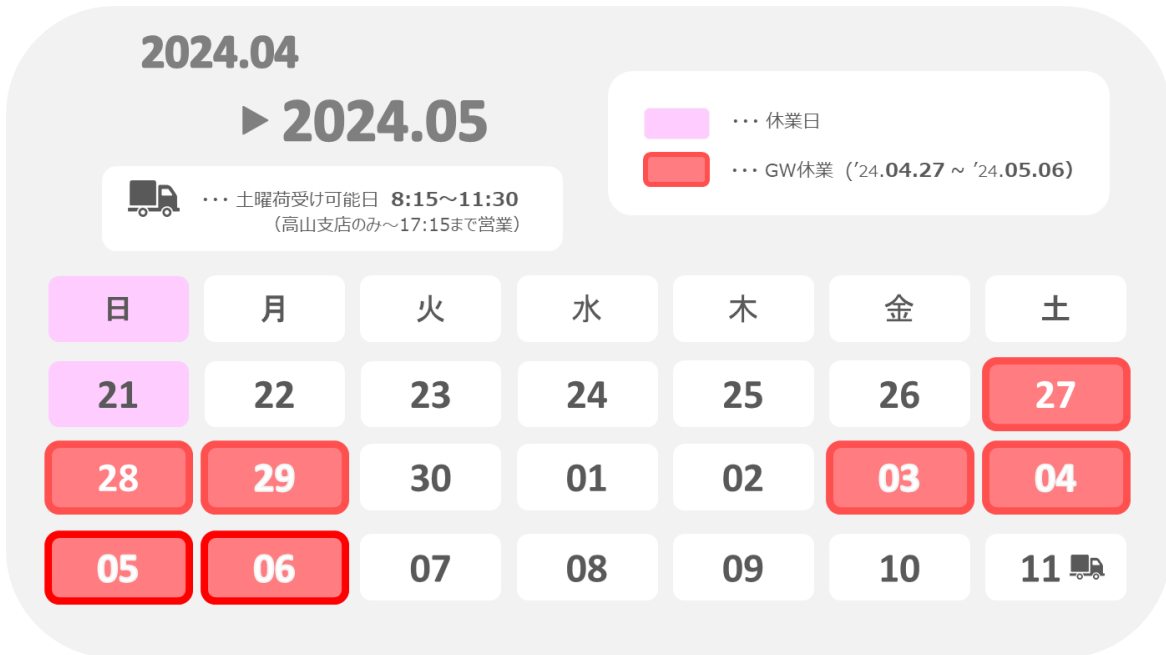 2024.04
▶ 2024.05
･･･ 休業日
･･･ GW休業 ('24.04.27 ~ '24.05.06)
･･･ 土曜荷受け可能日 8:15～11:30
（高山支店のみ～17:15まで営業）
日 月 火 水 木 金 土
21 22 23 24 25 26 27
28 29 30 01 02 03 04
05 06 07 08 09 10 11